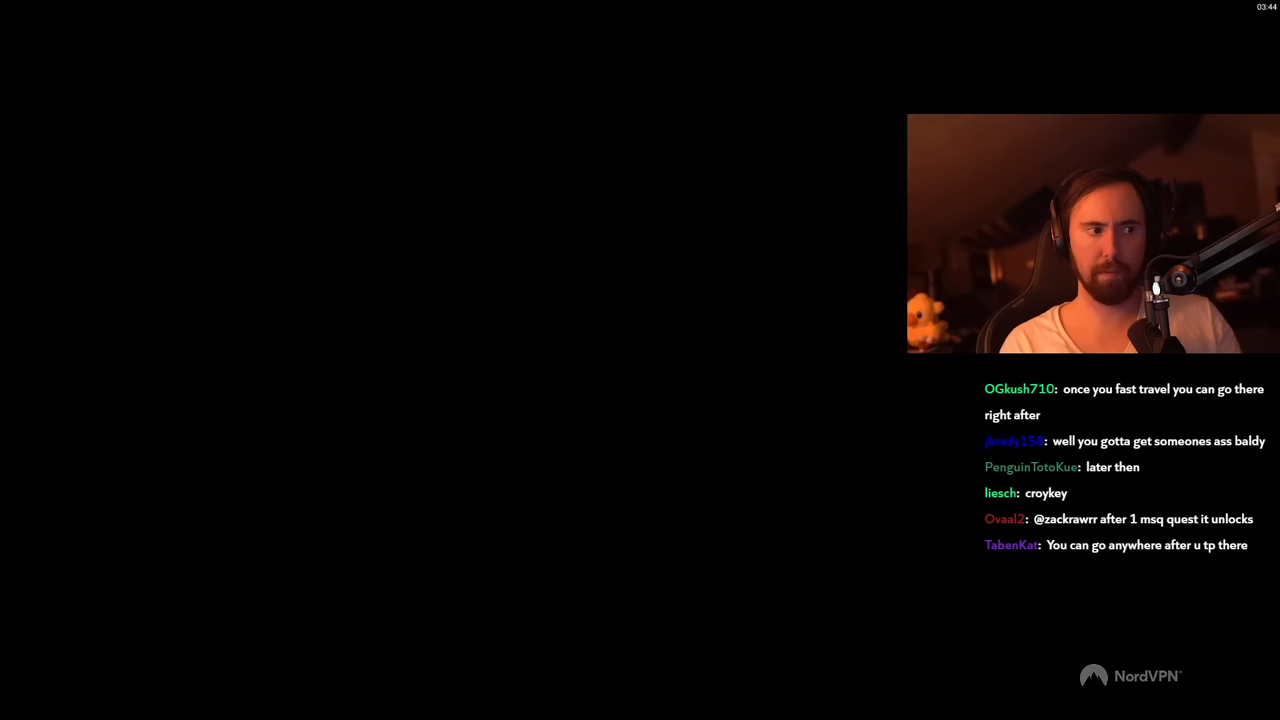 03:44
OGkush710: once you fast travel you can go there
right after
jbrady158: well you gotta get someones ass baldy
PenguinTotoKue: later then
liesch: croykey
Ovaal2: @zackrawrr after 1 msq quest it unlocks
TabenKat: You can go anywhere after u tp there
NordVPN™